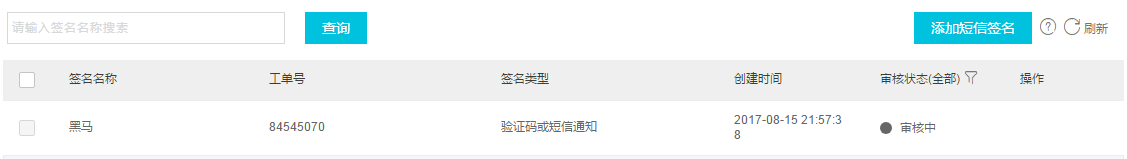 请输入签名名称搜索 查询 添加短信签名 ? 刷新
签名名称 工单号 签名类型 创建时间 审核状态(全部) 操作
黑马 84545070 验证码或短信通知 2017-08-15 21:57:3
8 审核中